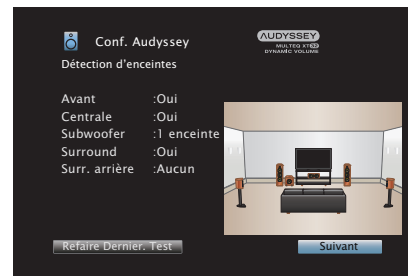 Conf. Audyssey
AUDYSSEY
MULTEQ XT32
DYNAMIC VOLUME
Détection d'enceintes
Avant :Oui
Centrale :Oui
Subwoofer :1 enceinte
Surround :Oui
Surr. arrière :Aucun
Refaire Dernier. Test
Suivant